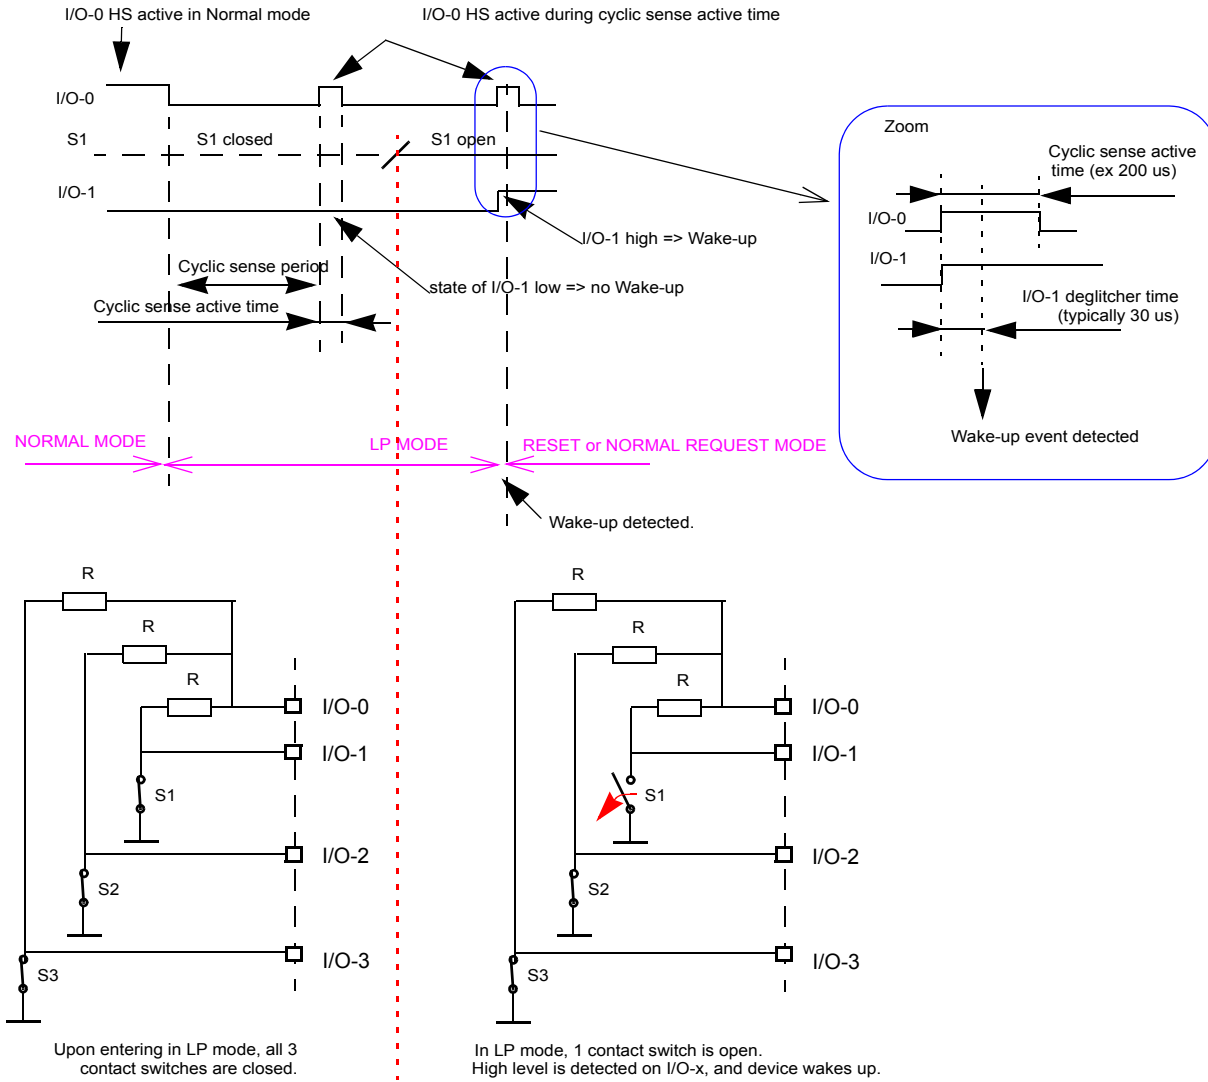 I/O-0 HS active in Normal mode
I/O-0 HS active during cyclic sense active time
I/O-0
S1
S1 closed
S1 open
I/O-1
I/O-1 high => Wake-up
Cyclic sense period
state of I/O-1 low => no Wake-up
Cyclic sense active time
Zoom
Cyclic sense active
time (ex 200 us)
I/O-0
I/O-1
I/O-1 deglitcher time
(typically 30 us)
Wake-up event detected
NORMAL MODE
LP MODE
RESET or NORMAL REQUEST MODE
Wake-up detected.
R
R
R
I/O-0
I/O-1
S1
I/O-2
S2
I/O-3
S3
Upon entering in LP mode, all 3
contact switches are closed.
R
R
R
I/O-0
I/O-1
S1
I/O-2
S2
I/O-3
S3
In LP mode, 1 contact switch is open.
High level is detected on I/O-x, and device wakes up.